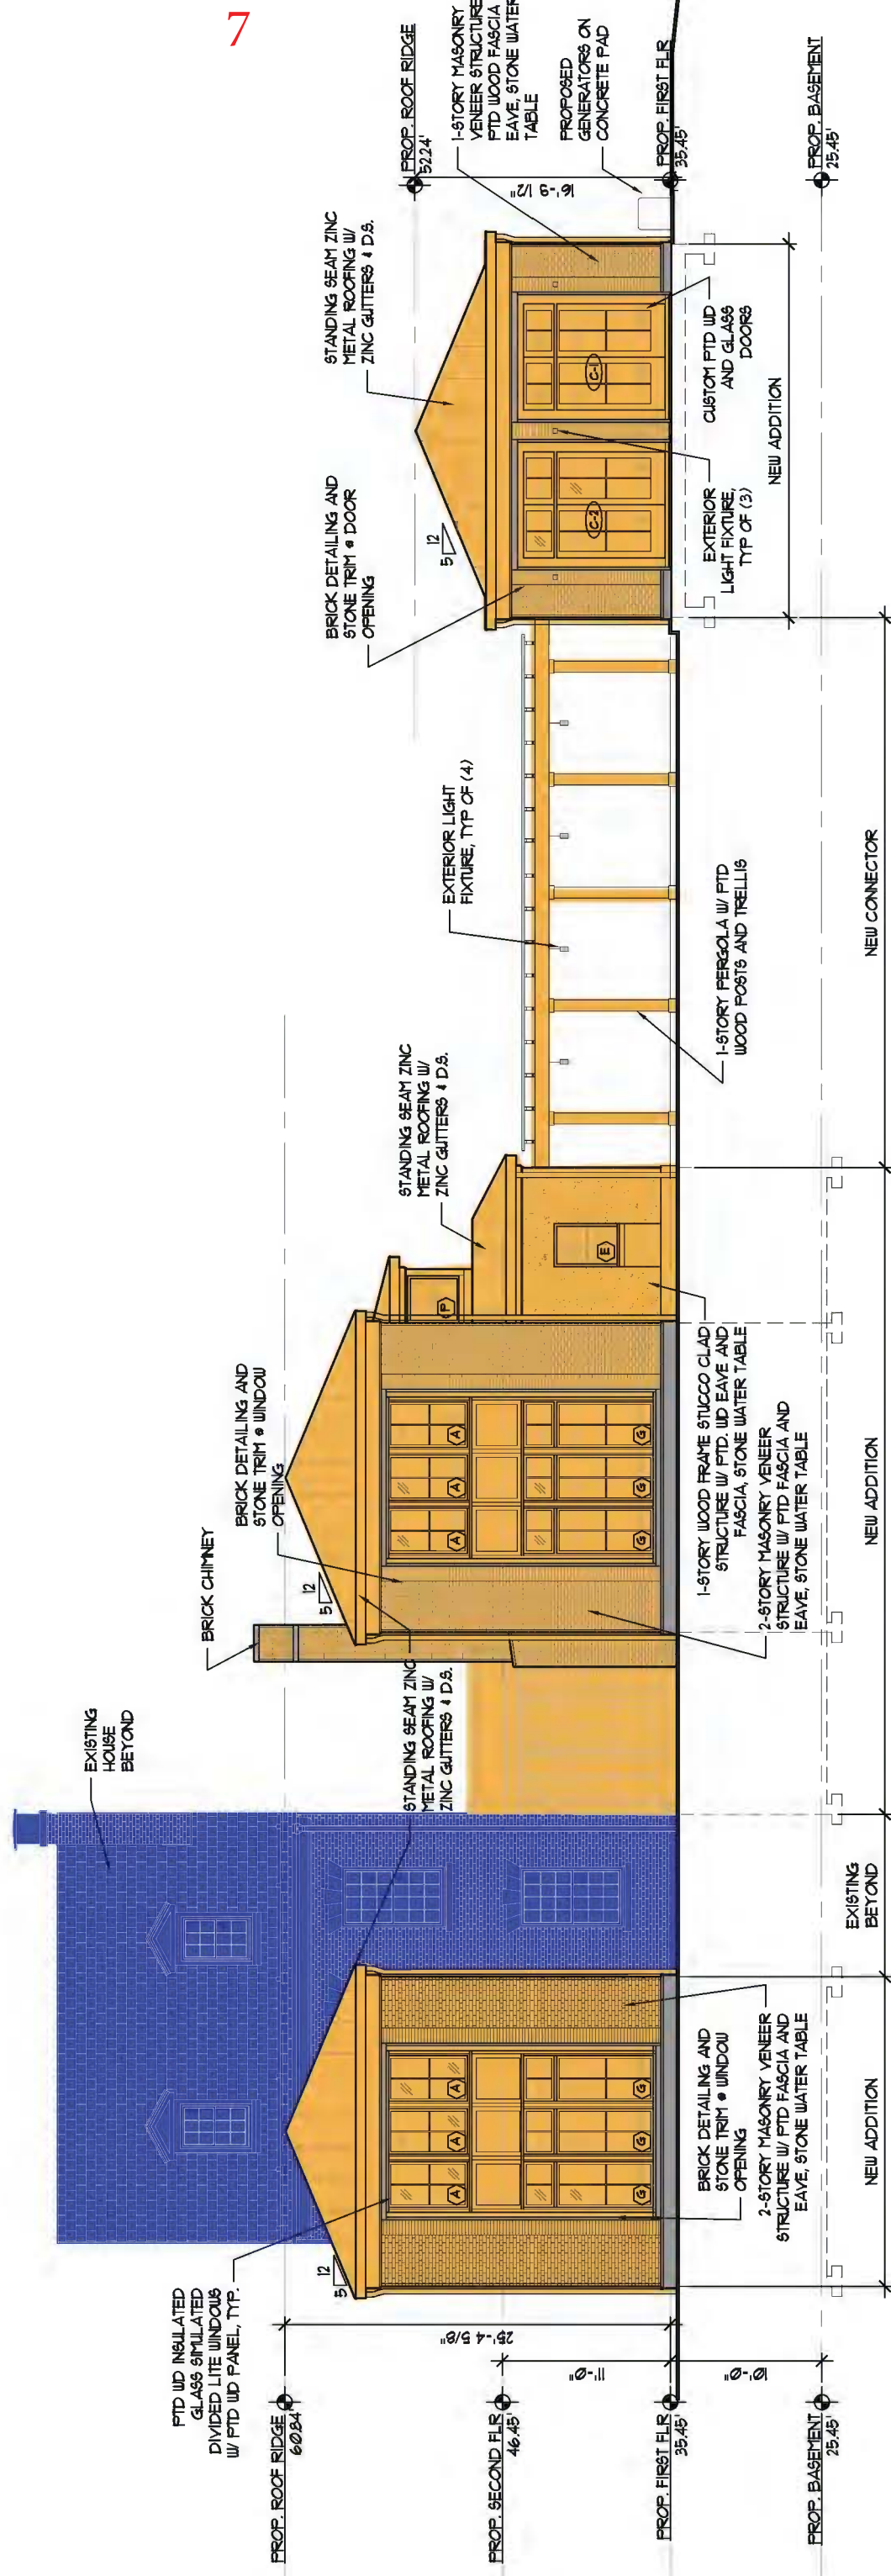 7
EXISTING
HOUSE
BEYOND
PTD WD INSULATED
GLASS SIMULATED
DIVIDED LITE WINDOWS
W/ PTD WD PANEL, TYP.
BRICK CHIMNEY
BRICK DETAILING AND
STONE TRIM @ WINDOW
OPENING
STANDING SEAM ZINC
METAL ROOFING W/
ZINC GUTTERS & D.S.
STANDING SEAM ZINC
METAL ROOFING W/
ZINC GUTTERS & D.S.
EXTERIOR LIGHT
FIXTURE, TYP OF (4)
BRICK DETAILING AND
STONE TRIM @ DOOR
OPENING
STANDING SEAM ZINC
METAL ROOFING W/
ZINC GUTTERS & D.S.
PROP. ROOF RIDGE
52.24'
1-STORY MASONRY
VENEER STRUCTURE
PTD WOOD FASCIA
EAVE, STONE WATER
TABLE
PROPOSED
GENERATORS ON
CONCRETE PAD
PROP. FIRST FLR
35.45'
PROP. BASEMENT
25.45'
16'-9 1/2"
12
5
12
5
12
5
PROP. ROOF RIDGE
60.84'
PROP. SECOND FLR
46.45'
PROP. FIRST FLR
35.45'
PROP. BASEMENT
25.45'
25'-4 5/8"
11'-0"
10'-0"
A
A
A
G
G
G
A
A
A
G
G
G
P
E
C-2
C-1
BRICK DETAILING AND
STONE TRIM @ WINDOW
OPENING
2-STORY MASONRY VENEER
STRUCTURE W/ PTD FASCIA AND
EAVE, STONE WATER TABLE
1-STORY WOOD FRAME STUCCO CLAD
STRUCTURE W/ PTD. WD EAVE AND
FASCIA, STONE WATER TABLE
2-STORY MASONRY VENEER
STRUCTURE W/ PTD FASCIA AND
EAVE, STONE WATER TABLE
1-STORY PERGOLA W/ PTD
WOOD POSTS AND TRELLIS
EXTERIOR
LIGHT FIXTURE,
TYP OF (3)
CUSTOM PTD WD
AND GLASS
DOORS
NEW ADDITION
EXISTING
BEYOND
NEW ADDITION
NEW CONNECTOR
NEW ADDITION